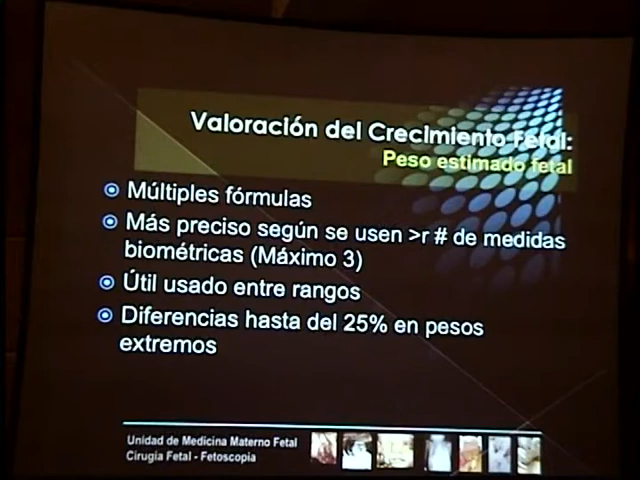 Valoración del Crecimiento Fetal:
Peso estimado fetal
Múltiples fórmulas
Más preciso según se usen >r # de medidas
biométricas (Máximo 3)
Útil usado entre rangos
Diferencias hasta del 25% en pesos
extremos
Unidad de Medicina Materno Fetal
Cirugía Fetal - Fetoscopia